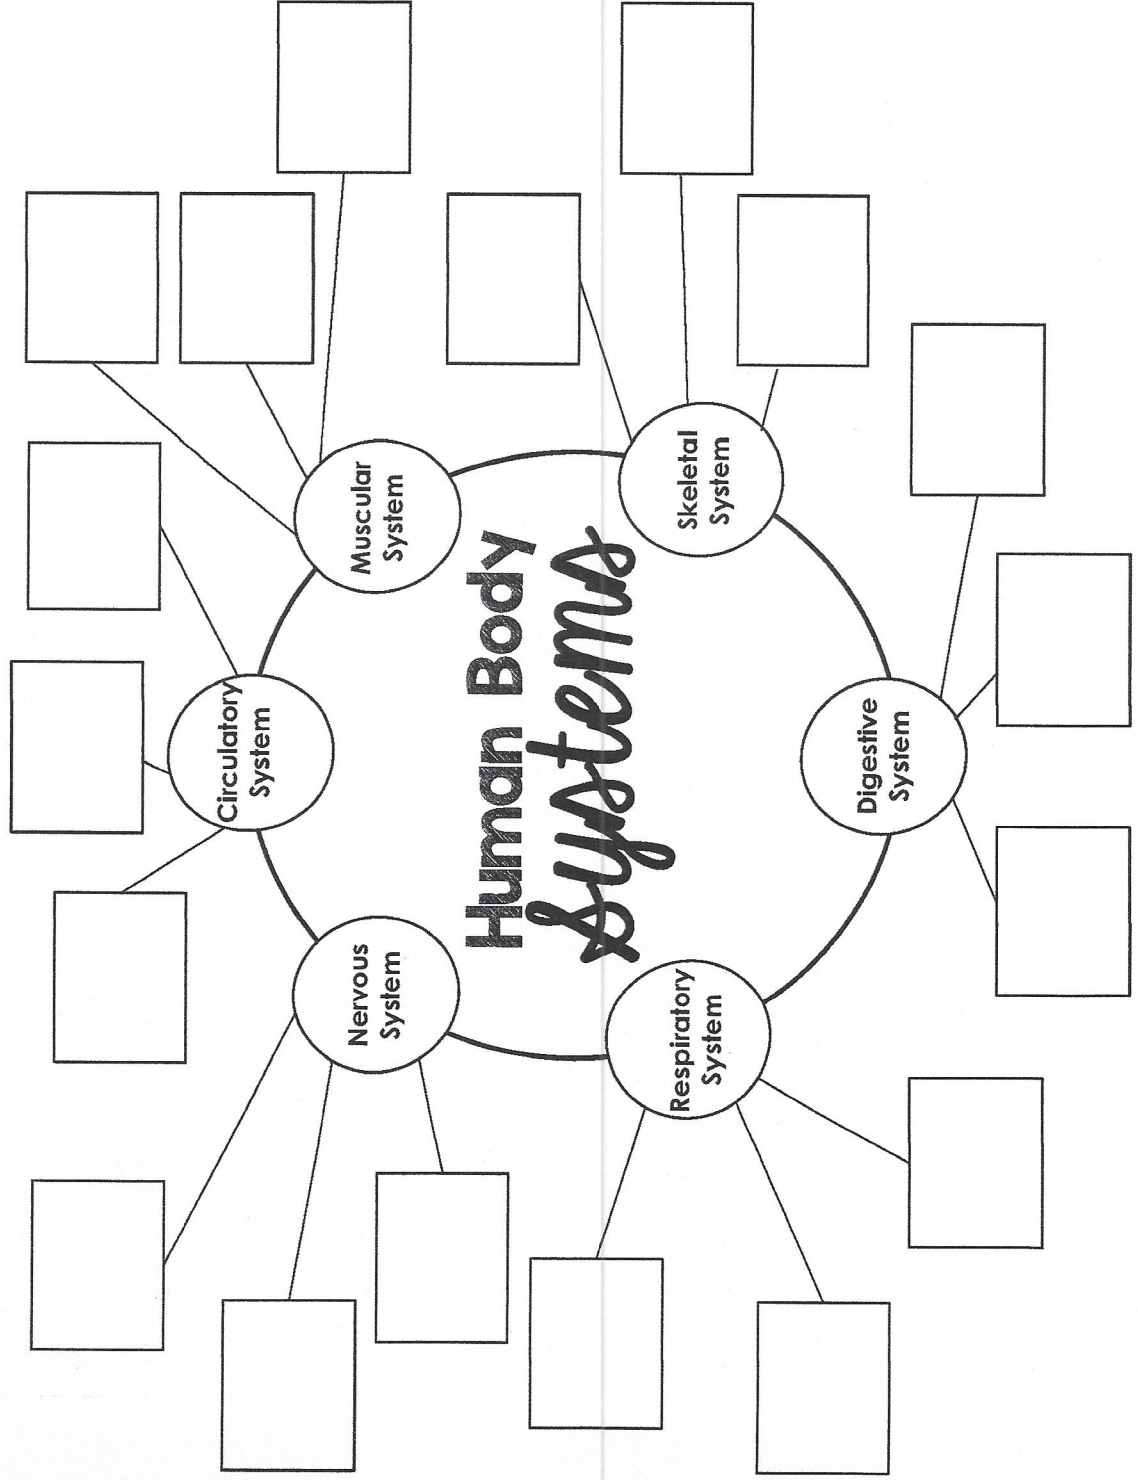 Nervous
System
Circulatory
System
Muscular
System
Human Body
Systems
Respiratory
System
Digestive
System
Skeletal
System